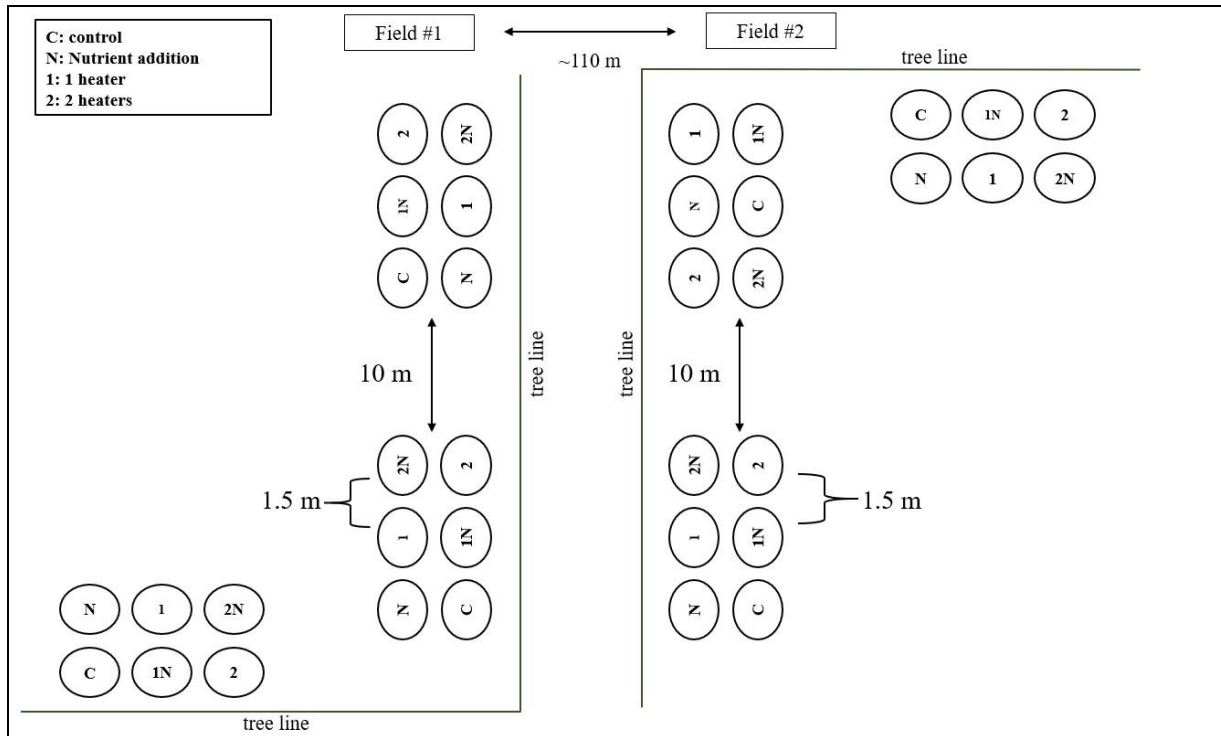 C: control
N: Nutrient addition
1: 1 heater
2: 2 heaters
Field #1
Field #2
~110 m
tree line
2
2N
1N
1
C
N
10 m
2N
2
1
1N
N
C
1.5 m
N
1
2N
C
1N
2
tree line
tree line
tree line
1
1N
N
C
2
2N
10 m
2N
2
1
1N
N
C
1.5 m
C
1N
2
N
1
2N